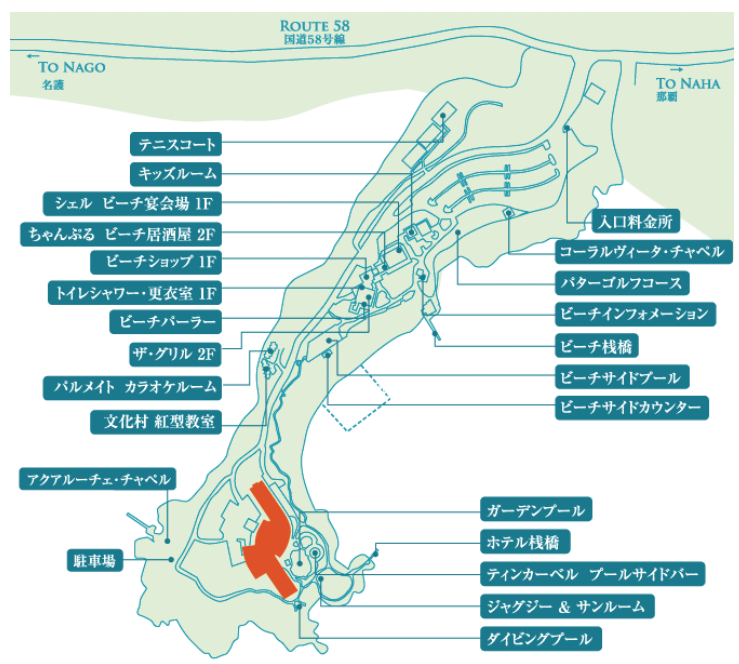 ROUTE 58
国道58号線
TO NAGO
名護
TO NAHA
那覇
テニスコート
キッズルーム
シェル ビーチ宴会場 1F
ちゃんぷる ビーチ居酒屋 2F
ビーチショップ 1F
トイレシャワー・更衣室 1F
ビーチパーラー
ザ・グリル 2F
パルメイト カラオケルーム
文化村 紅型教室
入口料金所
コーラルヴィータ・チャペル
パターゴルフコース
ビーチインフォメーション
ビーチ桟橋
ビーチサイドプール
ビーチサイドカウンター
アクアルーチェ・チャペル
駐車場
ガーデンプール
ホテル桟橋
ティンカーベル プールサイドバー
ジャグジー & サンルーム
ダイビングプール